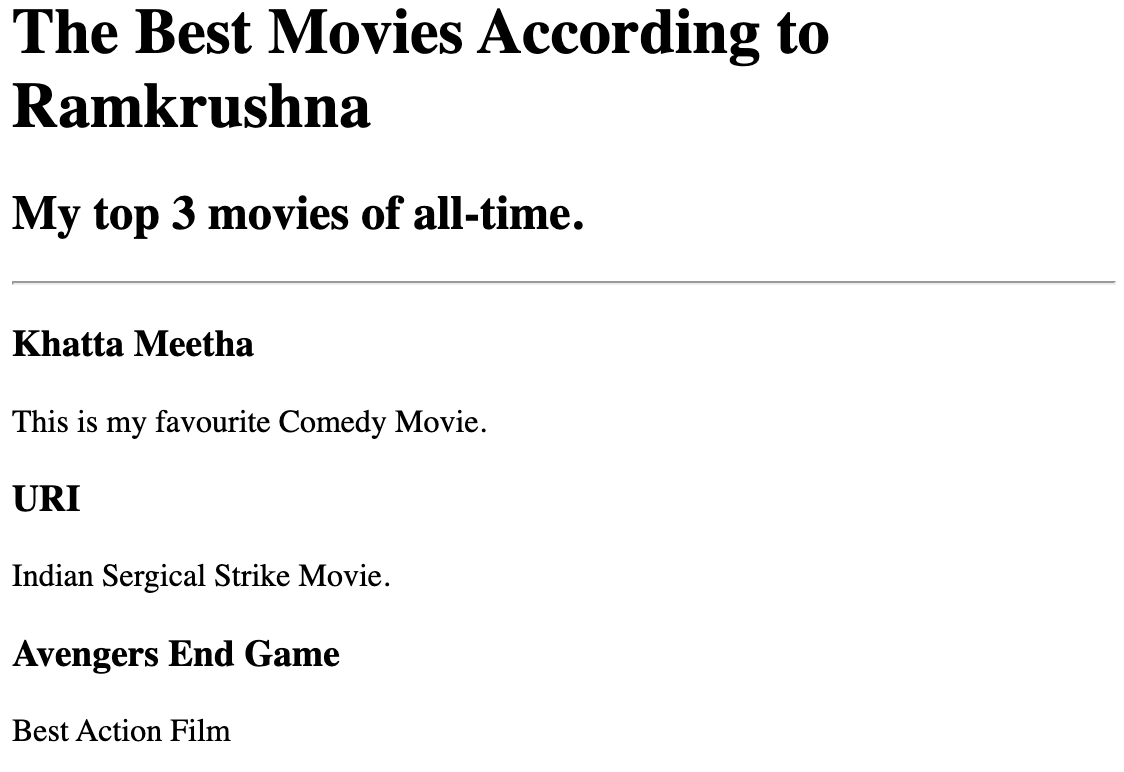 The Best Movies According to
Ramkrushna
My top 3 movies of all-time.
Khatta Meetha
This is my favourite Comedy Movie.
URI
Indian Sergical Strike Movie.
Avengers End Game
Best Action Film